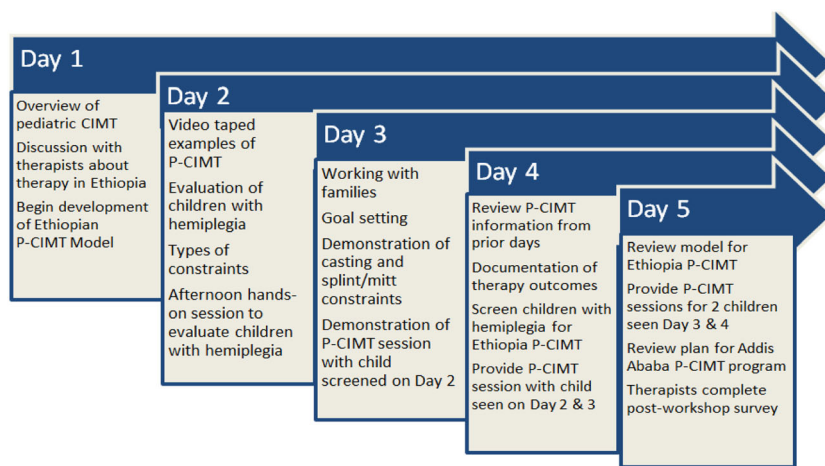 Day 1
Overview of
pediatric CIMT
Discussion with
therapists about
therapy in Ethiopia
Begin development
of Ethiopian
P-CIMT Model
Day 2
Video taped
examples of
P-CIMT
Evaluation of
children with
hemiplegia
Types of
constraints
Afternoon hands-
on session to
evaluate children
with hemiplegia
Day 3
Working with
families
Goal setting
Demonstration of
casting and
splint/mitt
constraints
Demonstration of
P-CIMT session
with child
screened on Day 2
Day 4
Review P-CIMT
information from
prior days
Documentation of
therapy outcomes
Screen children with
hemiplegia for
Ethiopia P-CIMT
Provide P-CIMT
session with child
seen on Day 2 & 3
Day 5
Review model for
Ethiopia P-CIMT
Provide P-CIMT
sessions for 2 children
seen Day 3 & 4
Review plan for Addis
Ababa P-CIMT program
Therapists complete
post-workshop survey